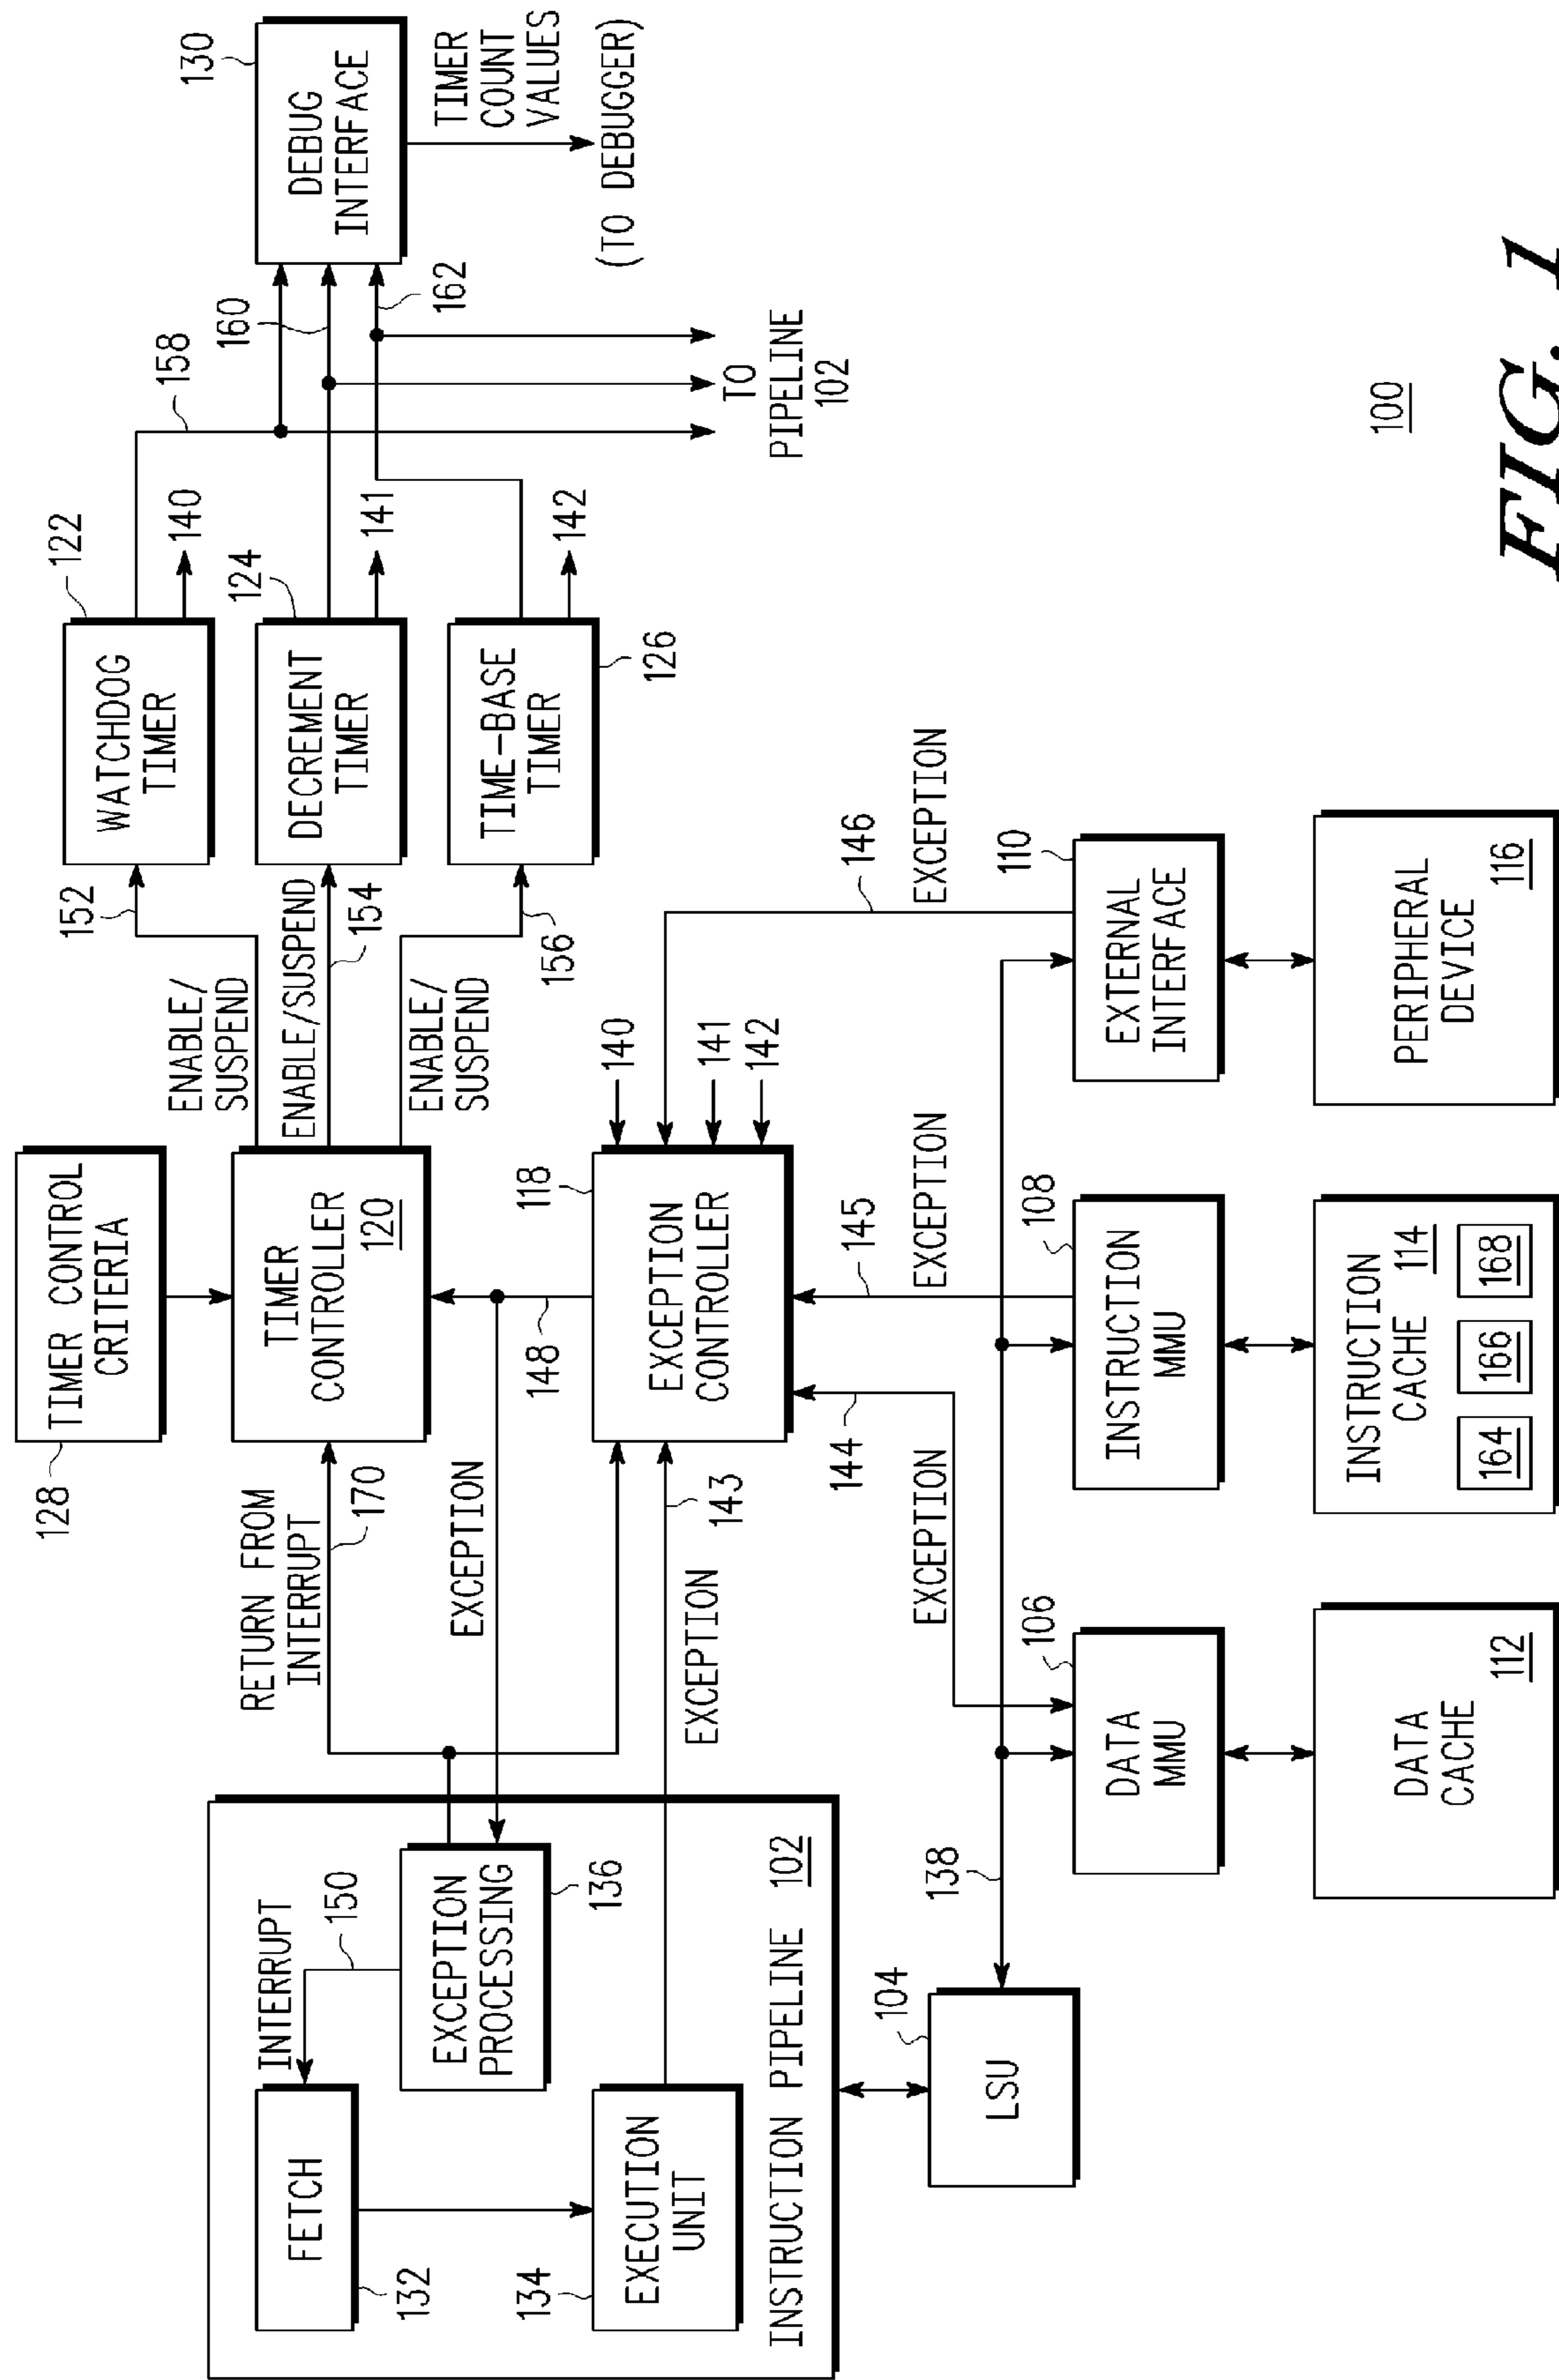 130
DEBUG
INTERFACE
TIMER
COUNT
VALUES
(TO DEBUGGER)
158
160
162
TO
PIPELINE
102
122
WATCHDOG
TIMER
140
124
DECREMENT
TIMER
141
TIME-BASE
TIMER
126
142
152
ENABLE/
SUSPEND
ENABLE/SUSPEND
154
ENABLE/
SUSPEND
156
TIMER CONTROL
CRITERIA
128
TIMER
CONTROLLER
120
RETURN FROM
INTERRUPT
170
EXCEPTION
148
118
EXCEPTION
CONTROLLER
140
141
142
143
EXCEPTION
144
EXCEPTION
145
EXCEPTION
146
EXCEPTION
INTERRUPT
150
FETCH
132
EXCEPTION
PROCESSING
136
EXECUTION
UNIT
134
INSTRUCTION PIPELINE 102
104
LSU
138
106
DATA
MMU
DATA
CACHE
112
108
INSTRUCTION
MMU
INSTRUCTION
CACHE 114
164
166
168
110
EXTERNAL
INTERFACE
PERIPHERAL
DEVICE
116
100
FIG. 1